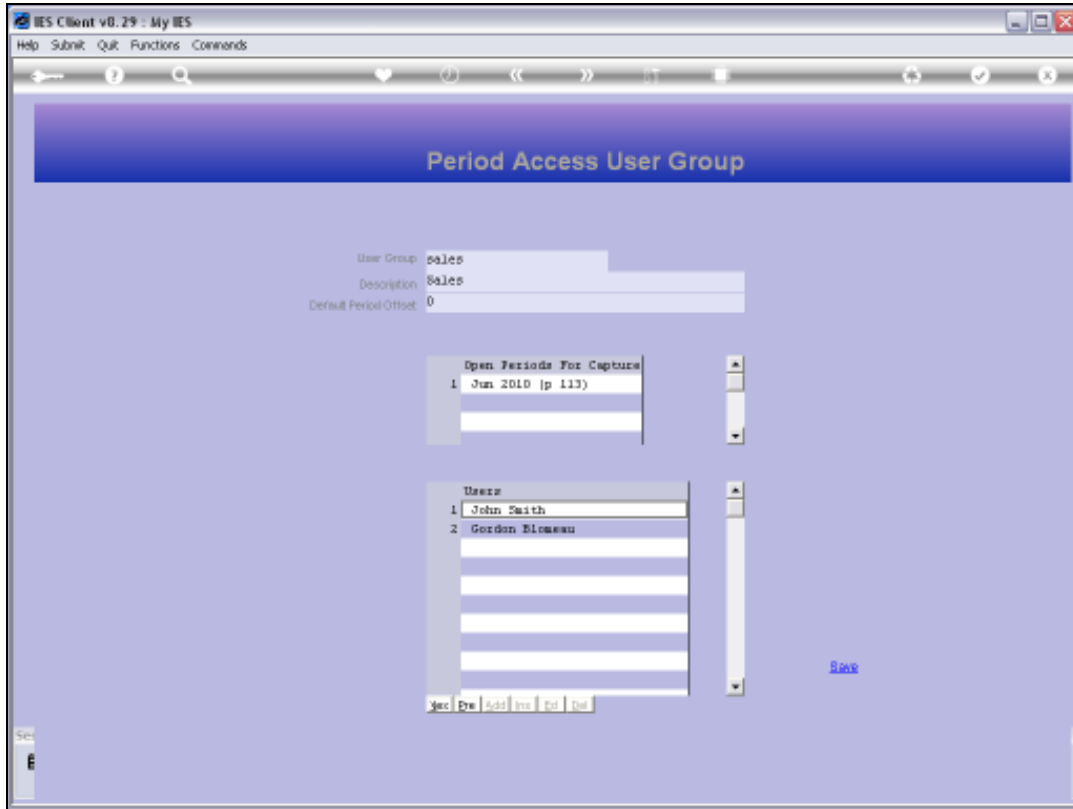 IES Client v8.29 : My IES
Help Submit Quit Functions Commands
Period Access User Group
User Group sales
Description Sales
Default Period Offset 0
Open Periods For Capture
1 Jun 2010 (p 113)
Users
1 John Smith
2 Gordon Blomeau
Save
Nex Pre Add Ins Ed Del